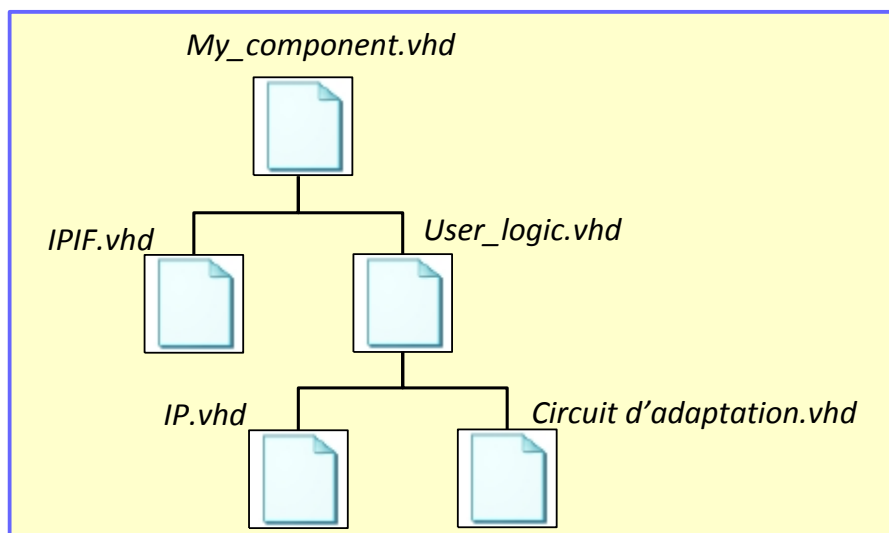 My_component.vhd
IPIF.vhd
User_logic.vhd
IP.vhd
Circuit d’adaptation.vhd